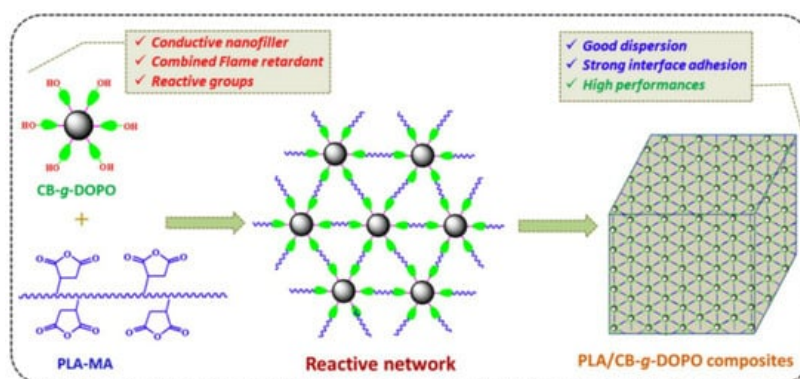 ✓ Conductive nanofiller
✓ Combined Flame retardant
✓ Reactive groups
✓ Good dispersion
✓ Strong interface adhesion
✓ High performances
HO
OH
HO
OH
HO
OH
CB-g-DOPO
+
O
O
O
O
O
O
O
O
O
O
O
O
PLA-MA
Reactive network
PLA/CB-g-DOPO composites